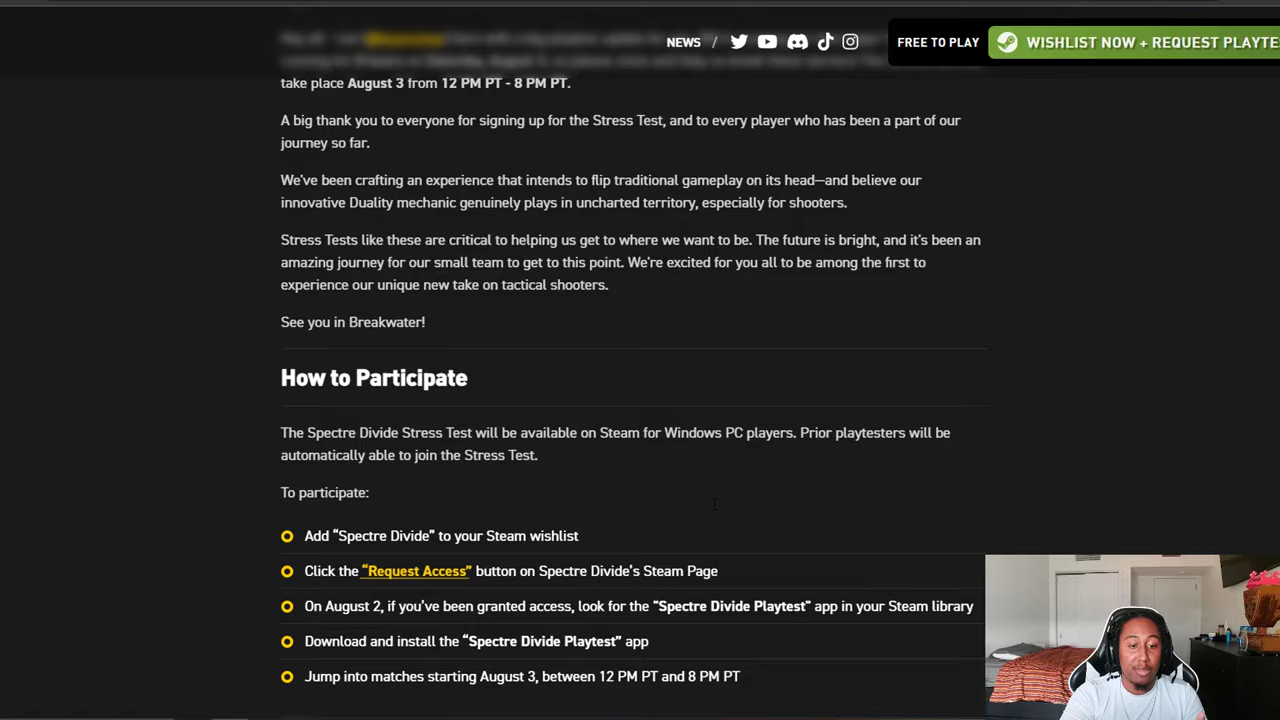 NEWS /
FREE TO PLAY
WISHLIST NOW + REQUEST PLAYTE
take place August 3 from 12 PM PT - 8 PM PT.
A big thank you to everyone for signing up for the Stress Test, and to every player who has been a part of our
journey so far.
We've been crafting an experience that intends to flip traditional gameplay on its head—and believe our
innovative Duality mechanic genuinely plays in uncharted territory, especially for shooters.
Stress Tests like these are critical to helping us get to where we want to be. The future is bright, and it's been an
amazing journey for our small team to get to this point. We're excited for you all to be among the first to
experience our unique new take on tactical shooters.
See you in Breakwater!
How to Participate
The Spectre Divide Stress Test will be available on Steam for Windows PC players. Prior playtesters will be
automatically able to join the Stress Test.
To participate:
Add “Spectre Divide” to your Steam wishlist
Click the “Request Access” button on Spectre Divide’s Steam Page
On August 2, if you’ve been granted access, look for the "Spectre Divide Playtest" app in your Steam library
Download and install the “Spectre Divide Playtest” app
Jump into matches starting August 3, between 12 PM PT and 8 PM PT